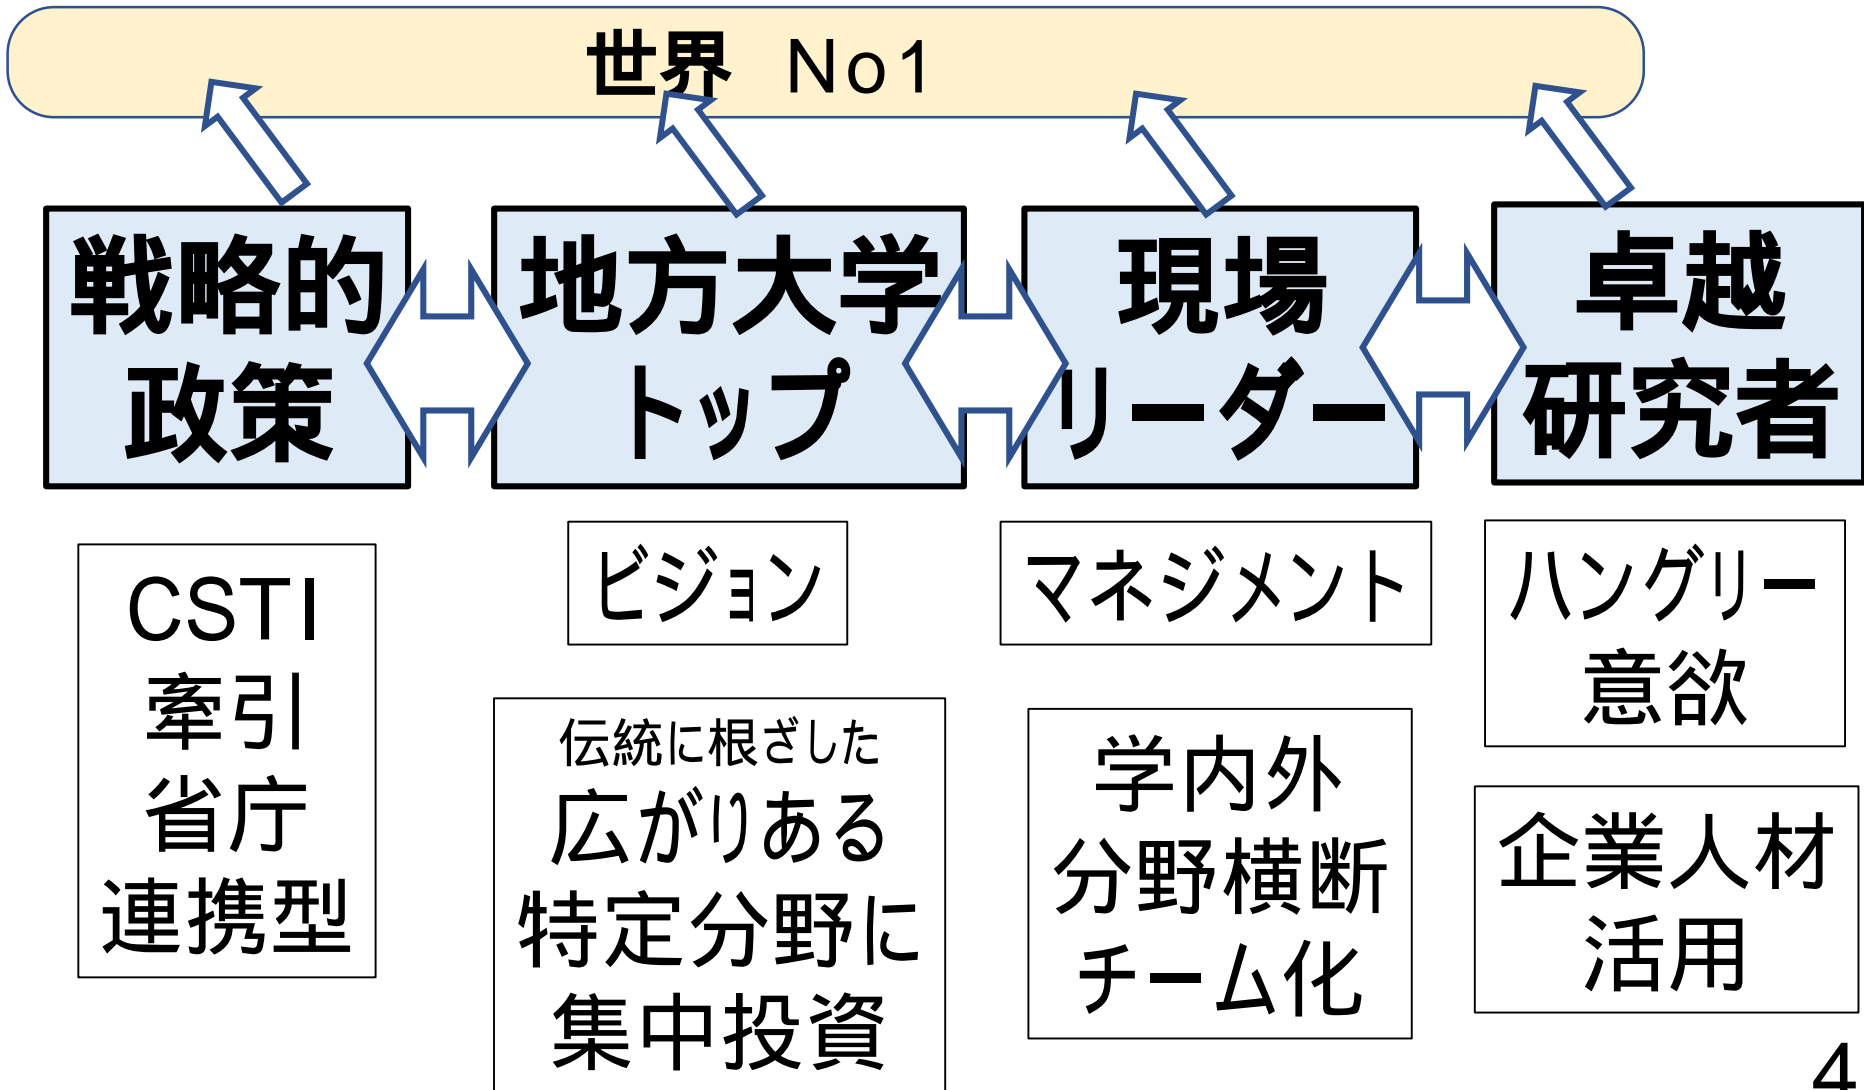 世界 No1
戦略的
政策
地方大学
トップ
現場
リーダー
卓越
研究者
CSTI
牽引
省庁
連携型
ビジョン
伝統に根ざした
広がりある
特定分野に
集中投資
マネジメント
学内外
分野横断
チーム化
ハングリー
意欲
企業人材
活用
4